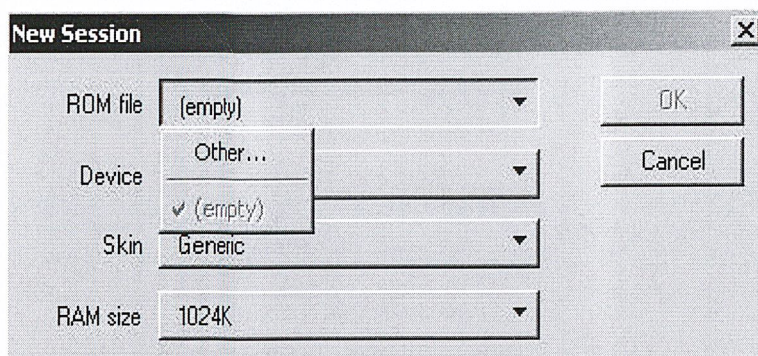 New Session
ROM file (empty) OK
Other...
Device Cancel
✓ (empty)
Skin Generic
RAM size 1024K